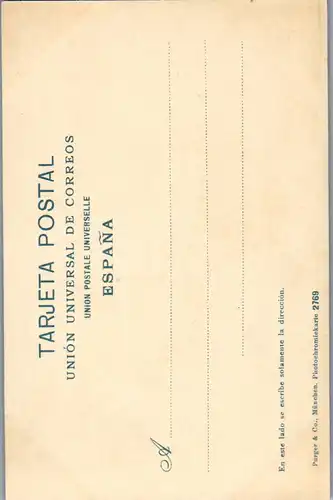 TARJETA POSTAL
UNIÓN UNIVERSAL DE CORREOS
UNION POSTALE UNIVERSELLE
ESPAÑA
A
En este lado se escribe solamente la dirección.
Purger & Co., München, Photochromiekarte 2769